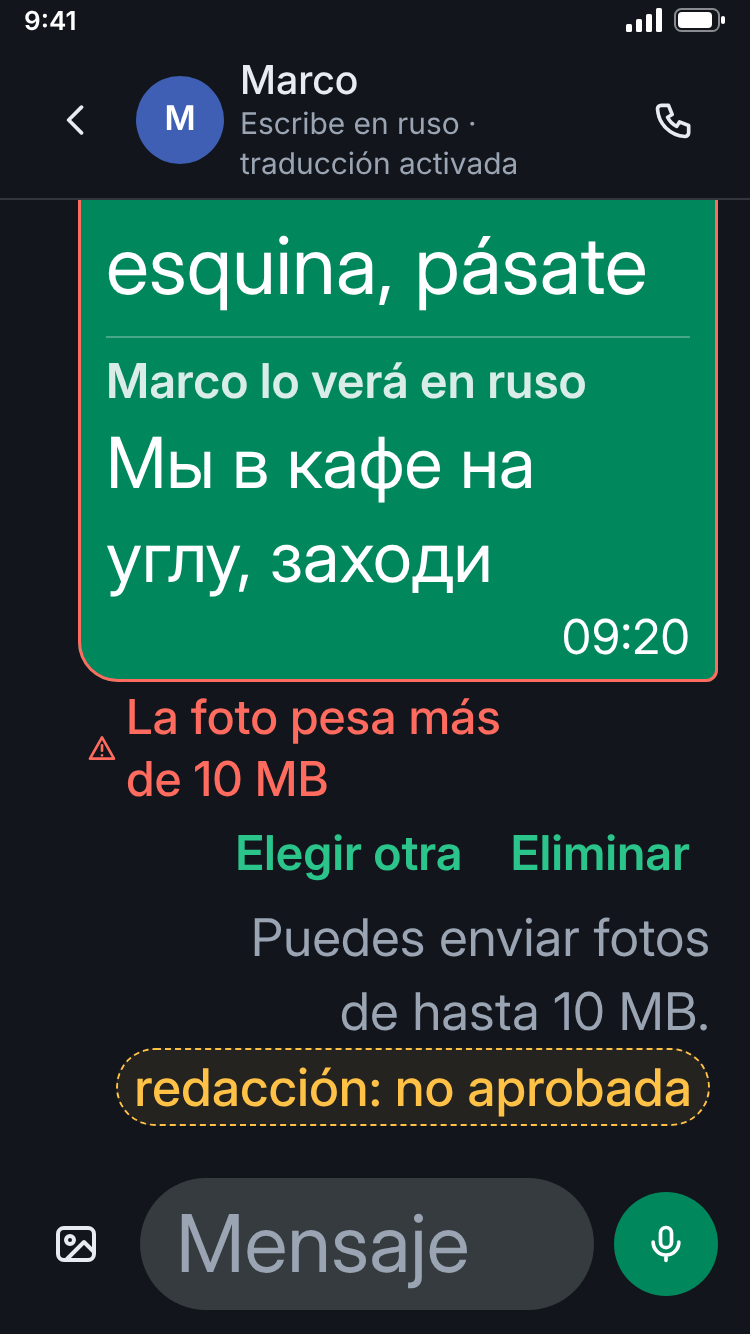 9:41
M
Marco
Escribe en ruso ·
traducción activada
esquina, pásate
Marco lo verá en ruso
Мы в кафе на
углу, заходи
09:20
La foto pesa más
de 10 MB
Elegir otra Eliminar
Puedes enviar fotos
de hasta 10 MB.
redacción: no aprobada
Mensaje